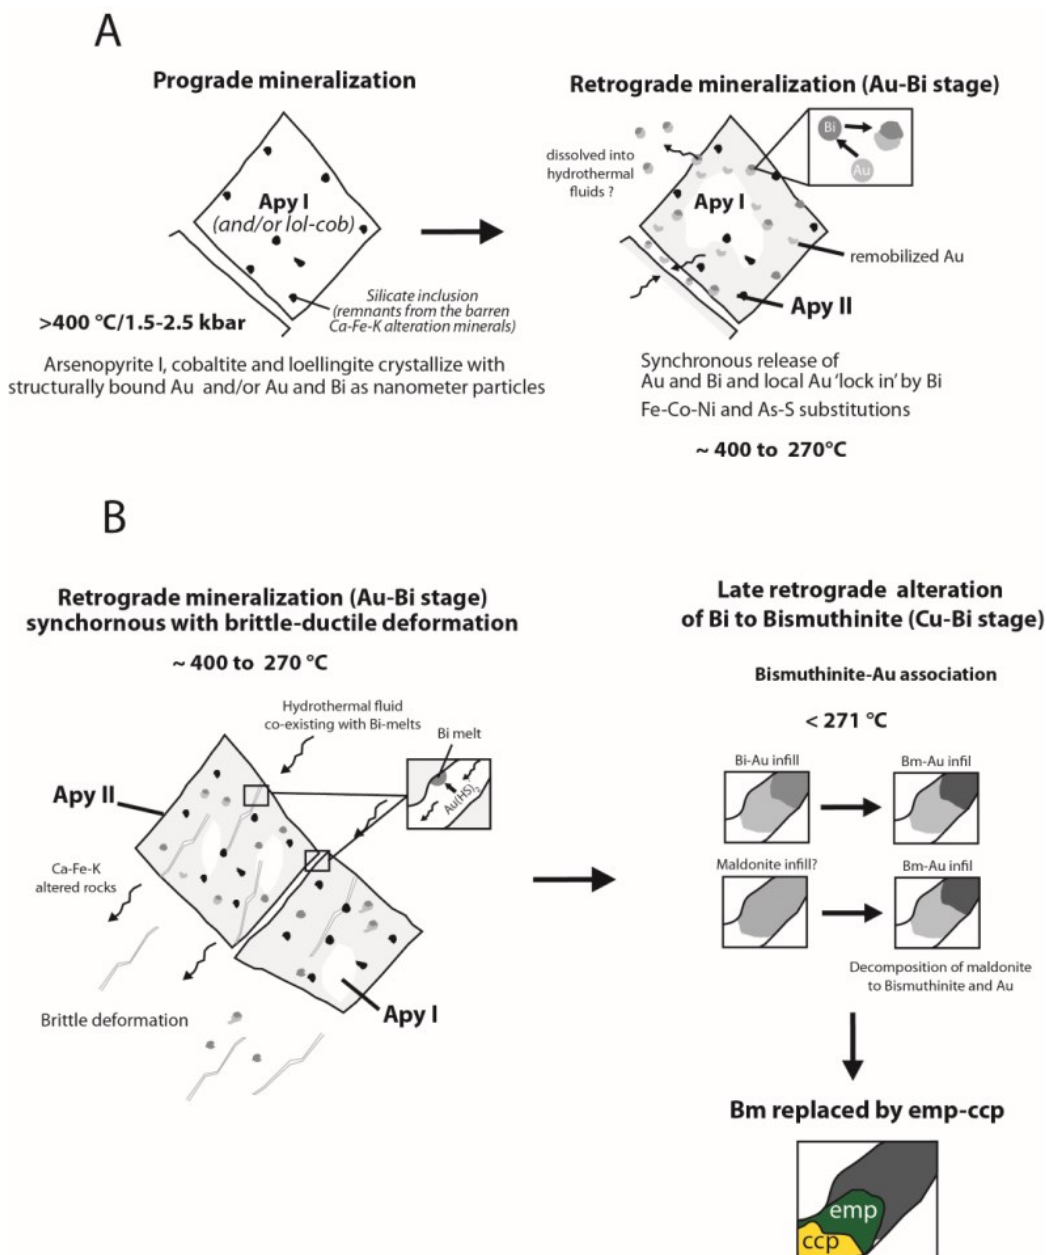 A
Prograde mineralization
Apy I
(and/or lol-cob)
Silicate inclusion
(remnants from the barren
Ca-Fe-K alteration minerals)
>400 °C/1.5-2.5 kbar
Arsenopyrite I, cobaltite and loellingite crystallize with
structurally bound Au and/or Au and Bi as nanometer particles
Retrograde mineralization (Au-Bi stage)
dissolved into
hydrothermal
fluids ?
Bi
Au
Apy I
remobilized Au
Apy II
Synchronous release of
Au and Bi and local Au 'lock in' by Bi
Fe-Co-Ni and As-S substitutions
~ 400 to 270°C
B
Retrograde mineralization (Au-Bi stage)
synchornous with brittle-ductile deformation
~ 400 to 270 °C
Hydrothermal fluid
co-existing with Bi-melts
Bi melt
Au(HS)-2
Apy II
Ca-Fe-K
altered rocks
Brittle deformation
Apy I
Late retrograde alteration
of Bi to Bismuthinite (Cu-Bi stage)
Bismuthinite-Au association
< 271 °C
Bi-Au infill
Bm-Au infil
Maldonite infill?
Bm-Au infil
Decomposition of maldonite
to Bismuthinite and Au
Bm replaced by emp-ccp
emp
ccp